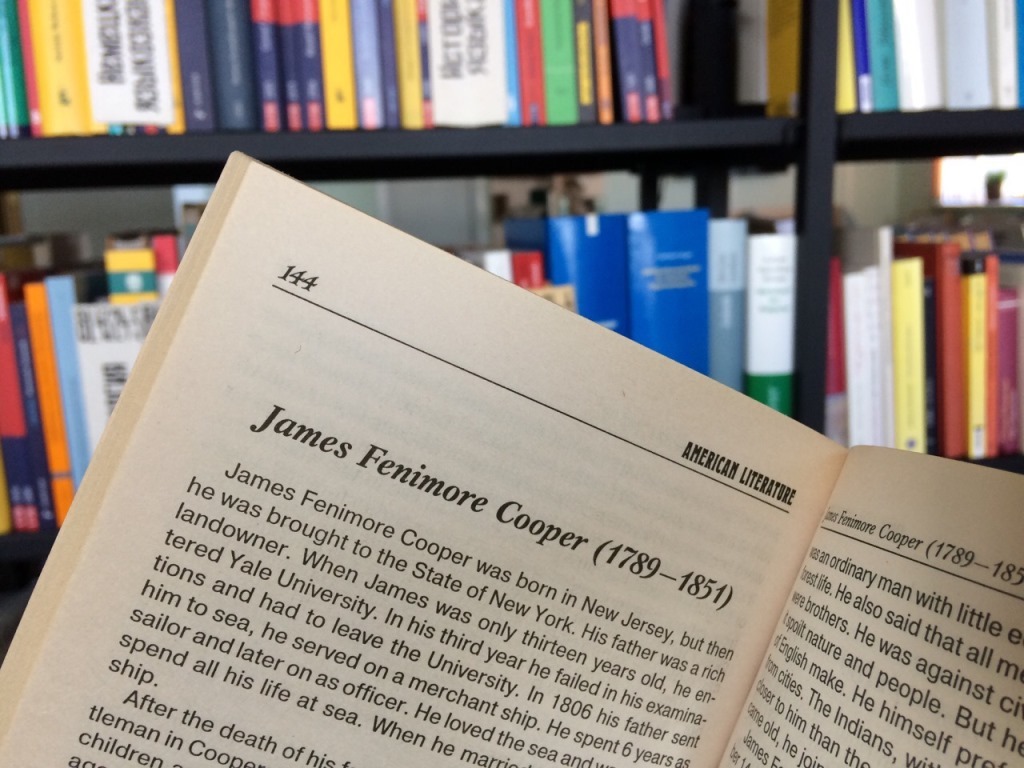 144
AMERICAN LITERATURE
James Fenimore Cooper (1789–1851)
James Fenimore Cooper was born in New Jersey, but then
he was brought to the State of New York. His father was a rich
landowner. When James was only thirteen years old, he en-
tered Yale University. In his third year he failed in his examina-
tions and had to leave the University. In 1806 his father sent
him to sea, he served on a merchant ship. He spent 6 years as
sailor and later on as officer. He loved the sea and
spend all his life at sea. When he married
ship.
After the death of his
tleman in Cooper
children
James Fenimore Cooper (1789–185
was an ordinary man with little
forest life. He also said that all
were brothers. He was against
spoilt nature and people. But he
of English make. He himself
from cities. The Indians,
closer to him than the
came old, he
James